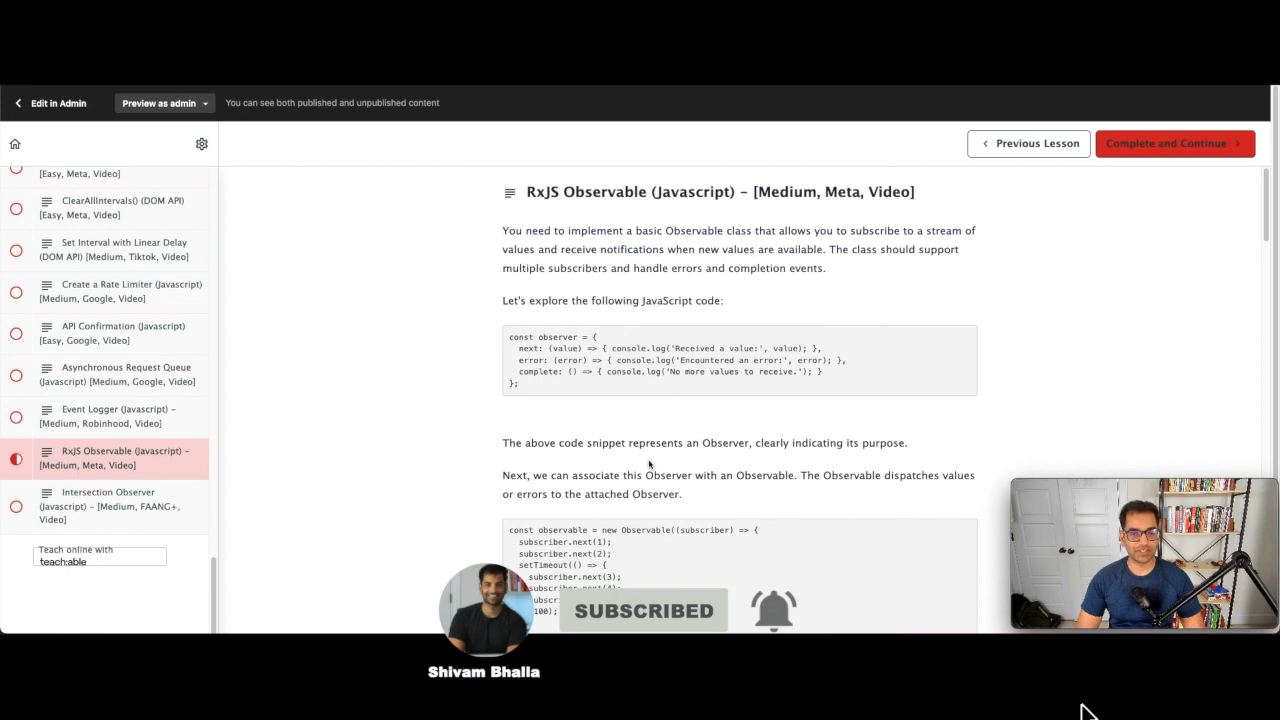 Edit in Admin
Preview as admin
You can see both published and unpublished content
Previous Lesson
Complete and Continue
[Easy, Meta, Video]
ClearAllIntervals() (DOM API)
[Easy, Meta, Video]
Set Interval with Linear Delay
(DOM API) [Medium, Tiktok, Video]
Create a Rate Limiter (Javascript)
[Medium, Google, Video]
API Confirmation (Javascript)
[Easy, Google, Video]
Asynchronous Request Queue
(Javascript) [Medium, Google, Video]
Event Logger (Javascript) –
[Medium, Robinhood, Video]
RxJS Observable (Javascript) –
[Medium, Meta, Video]
Intersection Observer
(Javascript) – [Medium, FAANG+,
Video]
Teach online with
teach:able
RxJS Observable (Javascript) – [Medium, Meta, Video]
You need to implement a basic Observable class that allows you to subscribe to a stream of
values and receive notifications when new values are available. The class should support
multiple subscribers and handle errors and completion events.
Let's explore the following JavaScript code:
const observer = {
next: (value) => { console.log('Received a value:', value); },
error: (error) => { console.log('Encountered an error:', error); },
complete: () => { console.log('No more values to receive.'); }
};
The above code snippet represents an Observer, clearly indicating its purpose.
Next, we can associate this Observer with an Observable. The Observable dispatches values
or errors to the attached Observer.
const observable = new Observable((subscriber) => {
subscriber.next(1);
subscriber.next(2);
setTimeout(() => {
subscriber.next(3);
subscriber.next(4);
100);
SUBSCRIBED
Shivam Bhalla